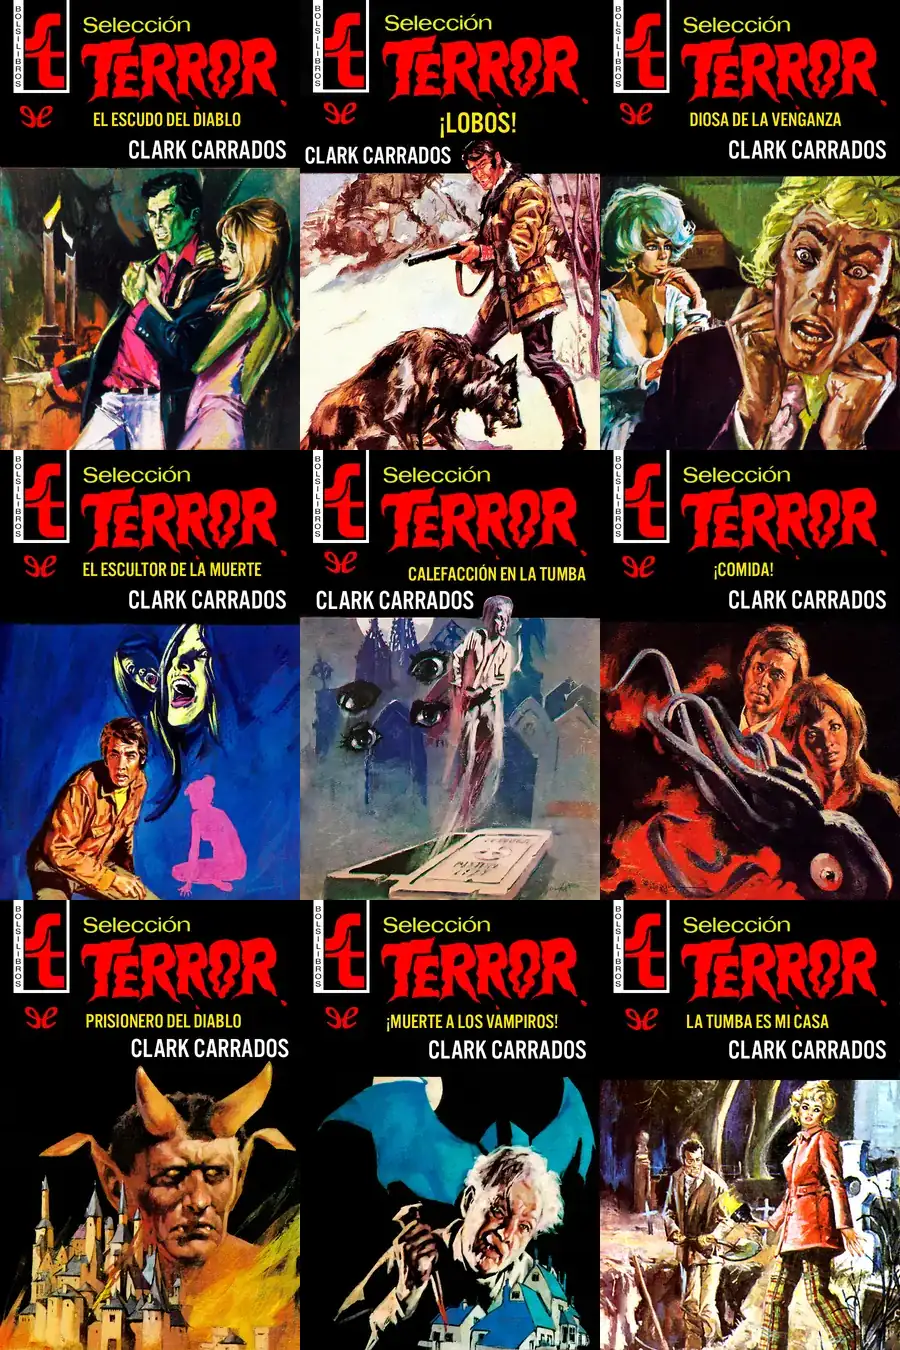 BOLSILIBROS
Selección
TERROR
EL ESCUDO DEL DIABLO
CLARK CARRADOS
BOLSILIBROS
Selección
TERROR
¡LOBOS!
CLARK CARRADOS
BOLSILIBROS
Selección
TERROR
DIOSA DE LA VENGANZA
CLARK CARRADOS
BOLSILIBROS
Selección
TERROR
EL ESCULTOR DE LA MUERTE
CLARK CARRADOS
BOLSILIBROS
Selección
TERROR
CALEFACCIÓN EN LA TUMBA
CLARK CARRADOS
BOLSILIBROS
Selección
TERROR
¡COMIDA!
CLARK CARRADOS
BOLSILIBROS
Selección
TERROR
PRISIONERO DEL DIABLO
CLARK CARRADOS
BOLSILIBROS
Selección
TERROR
¡MUERTE A LOS VAMPIROS!
CLARK CARRADOS
BOLSILIBROS
Selección
TERROR
LA TUMBA ES MI CASA
CLARK CARRADOS